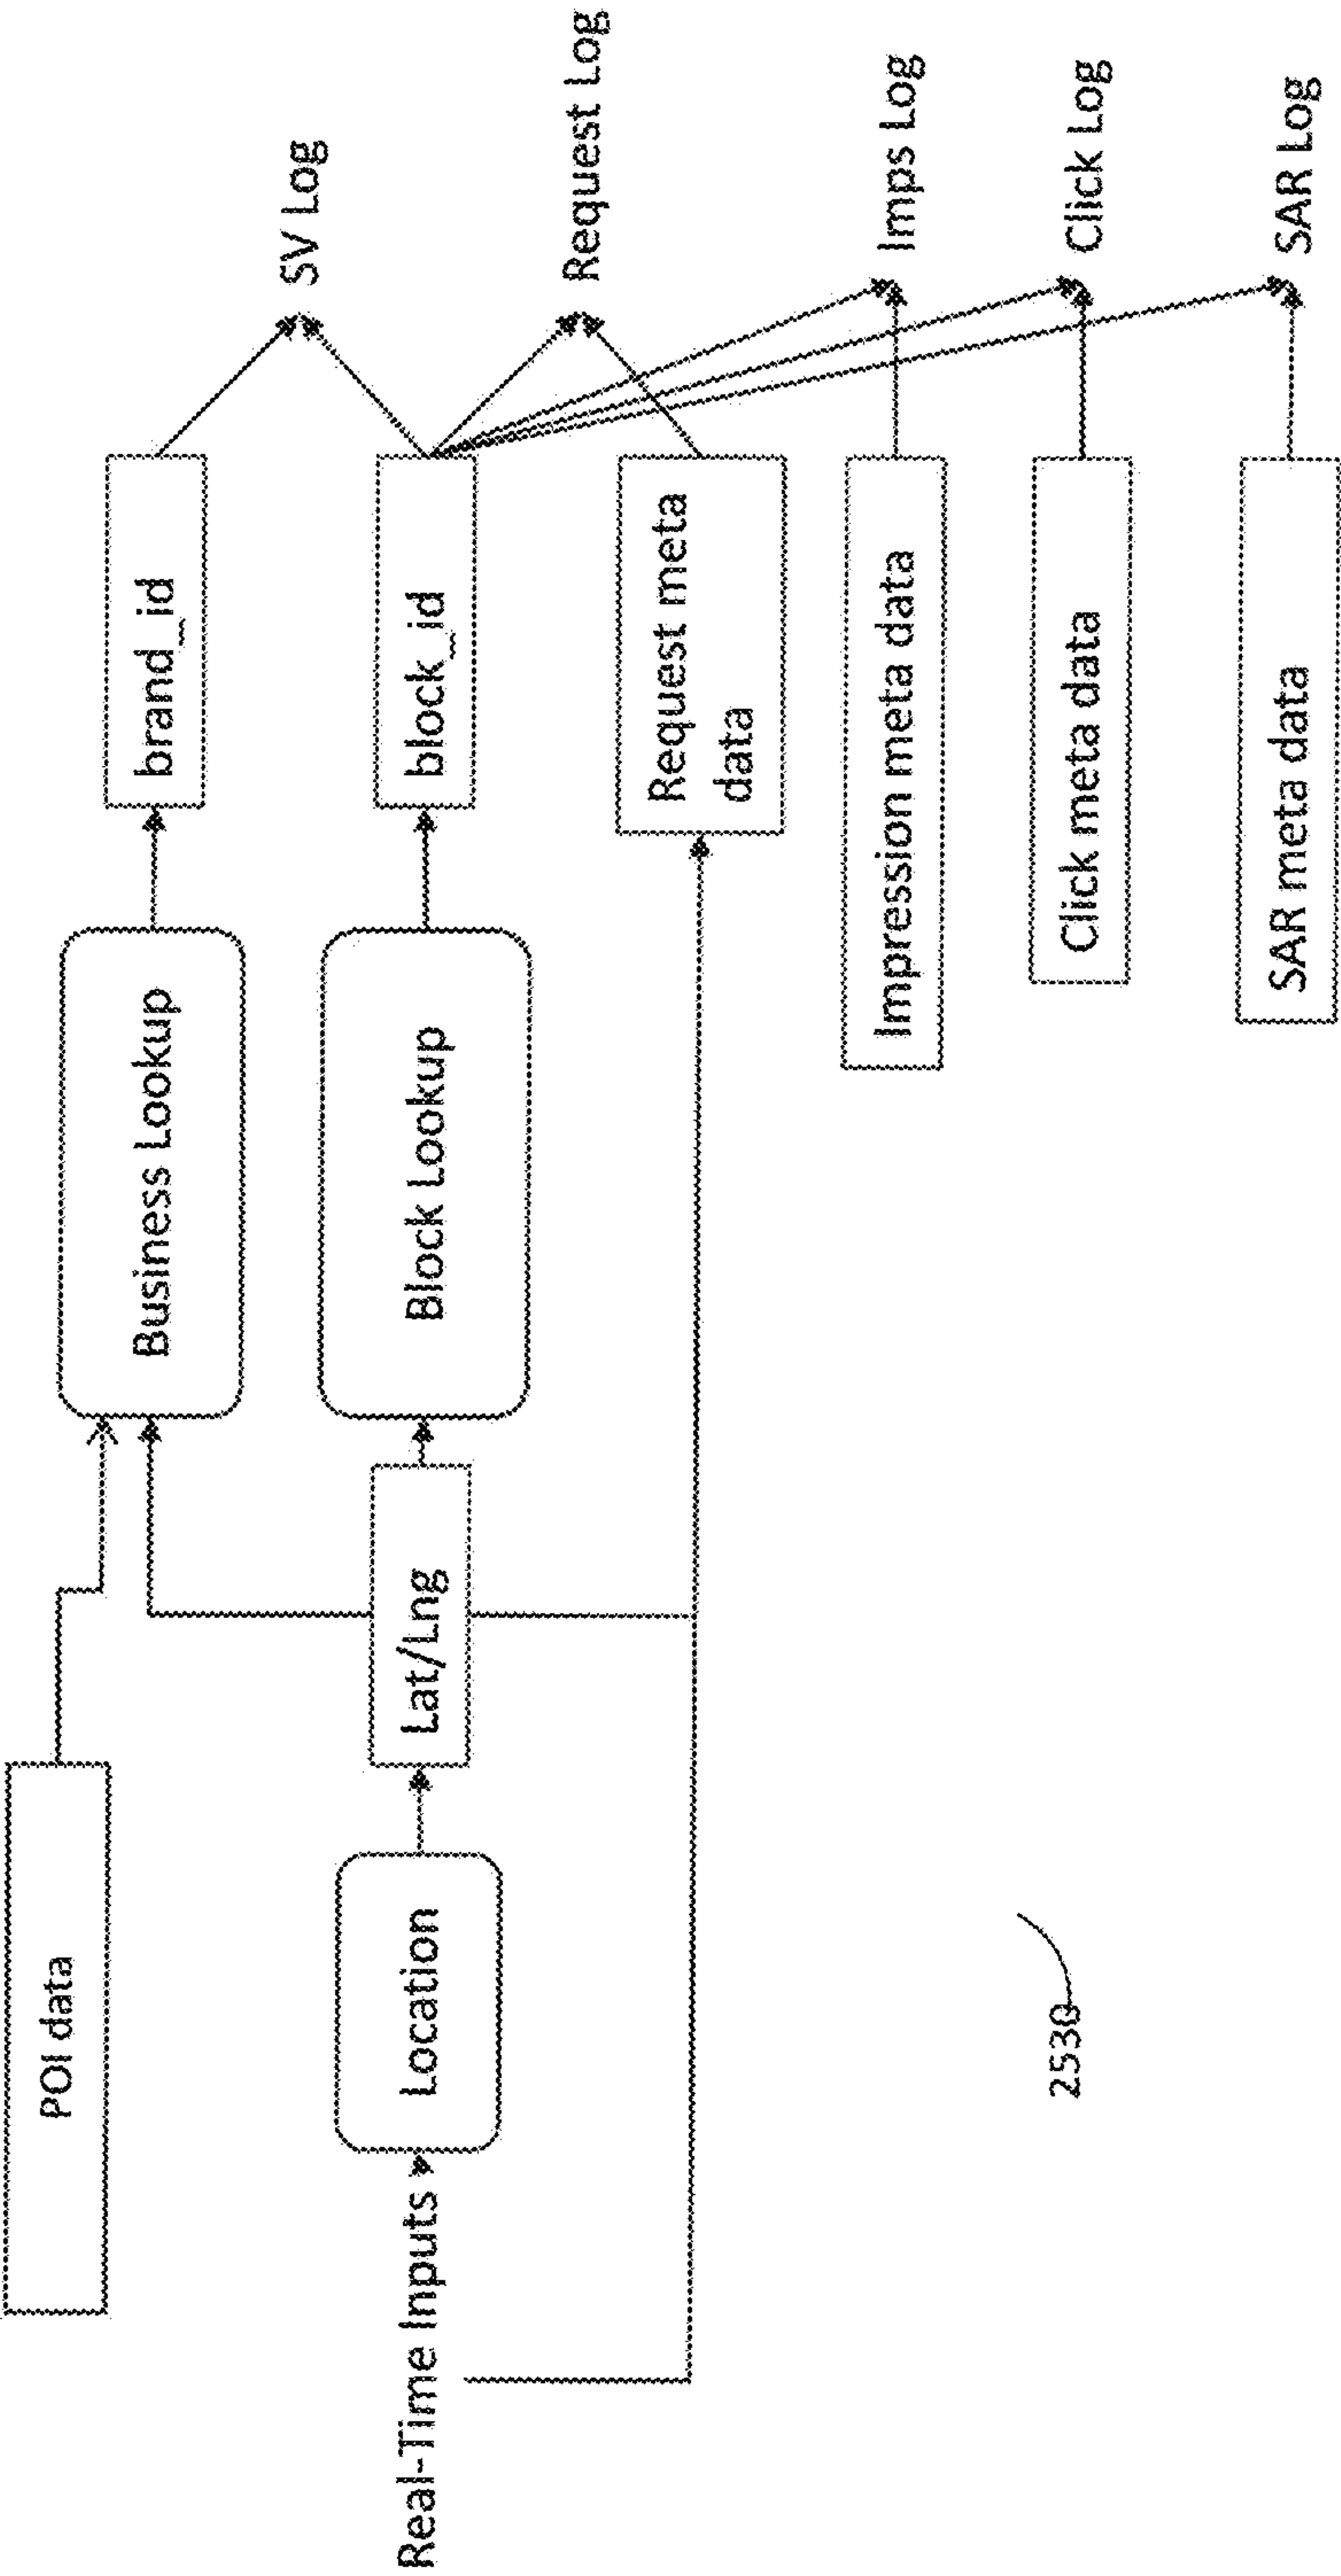 POI data
Business Lookup
brand_id
SV Log
Real-Time Inputs
Location
Lat/Lng
Block Lookup
block_id
Request Log
Request meta
data
Impression meta data
Imps Log
Click meta data
Click Log
SAR meta data
SAR Log
2530